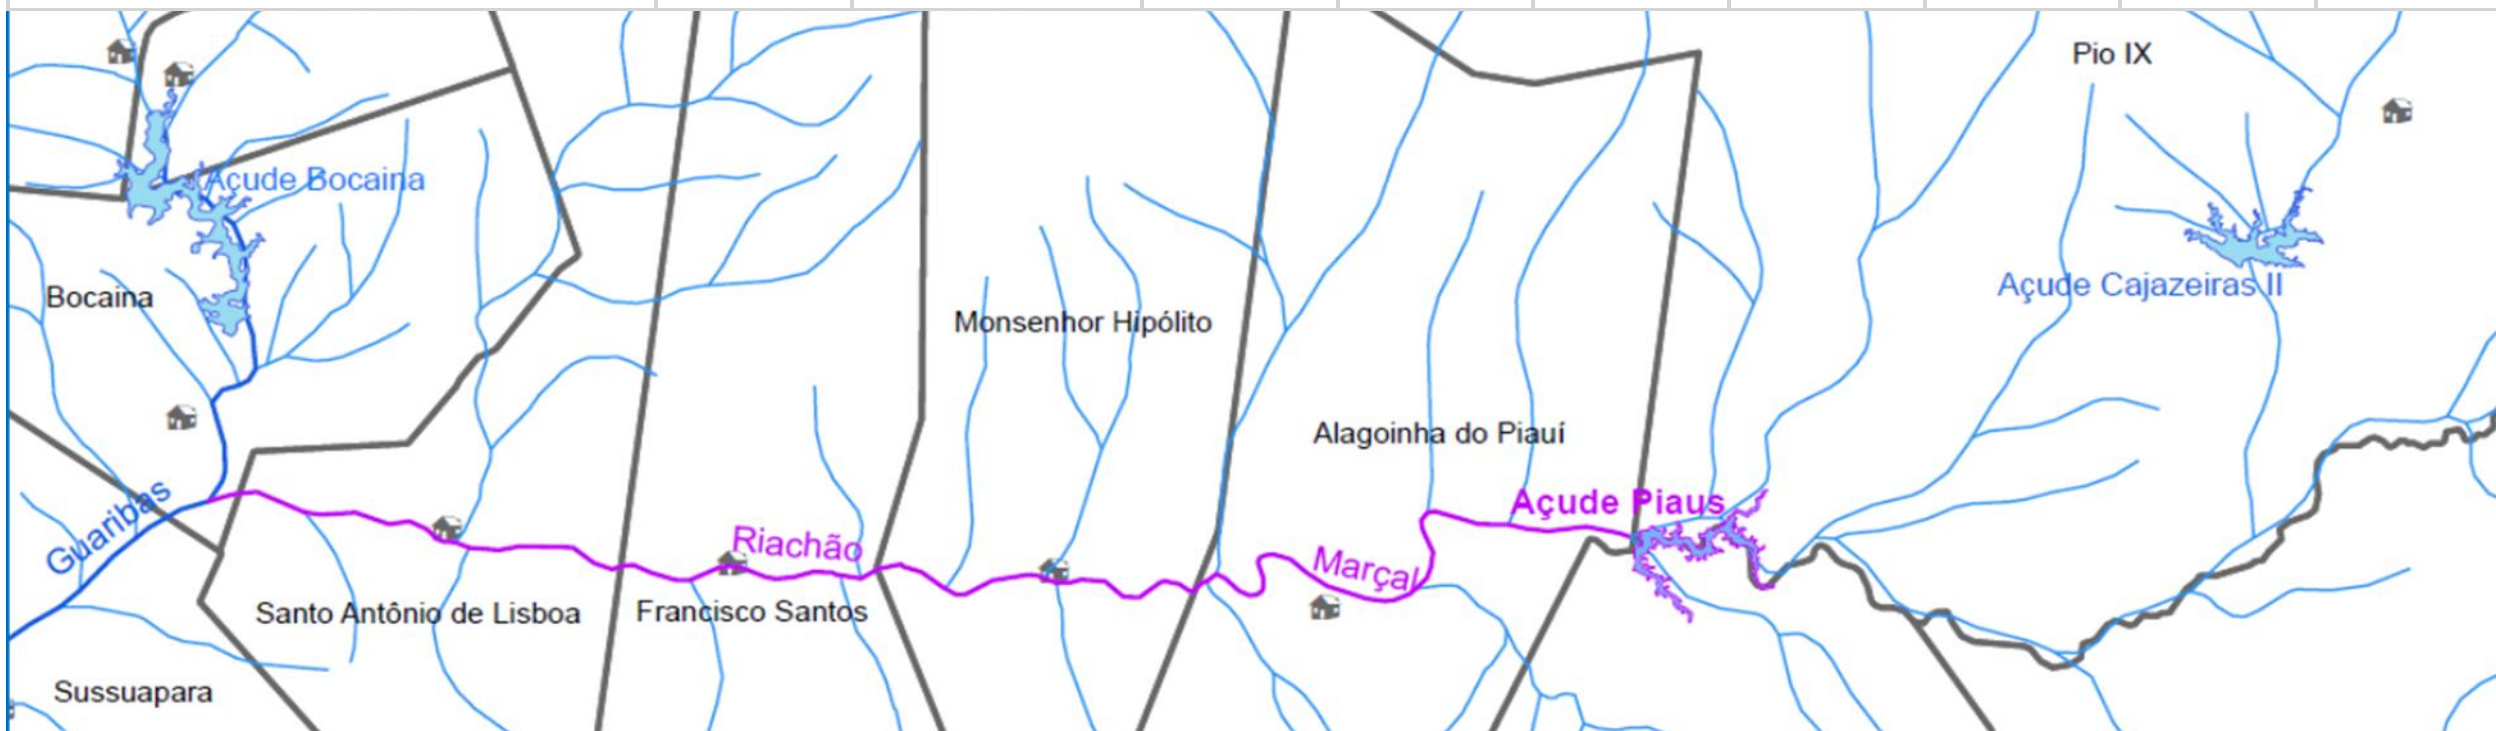 Pio IX
Açude Bocaina
Açude Cajazeiras II
Bocaina
Monsenhor Hipólito
Alagoinha do Piauí
Açude Piaus
Guaribas
Riachão
Marçal
Santo Antônio de Lisboa
Francisco Santos
Sussuapara